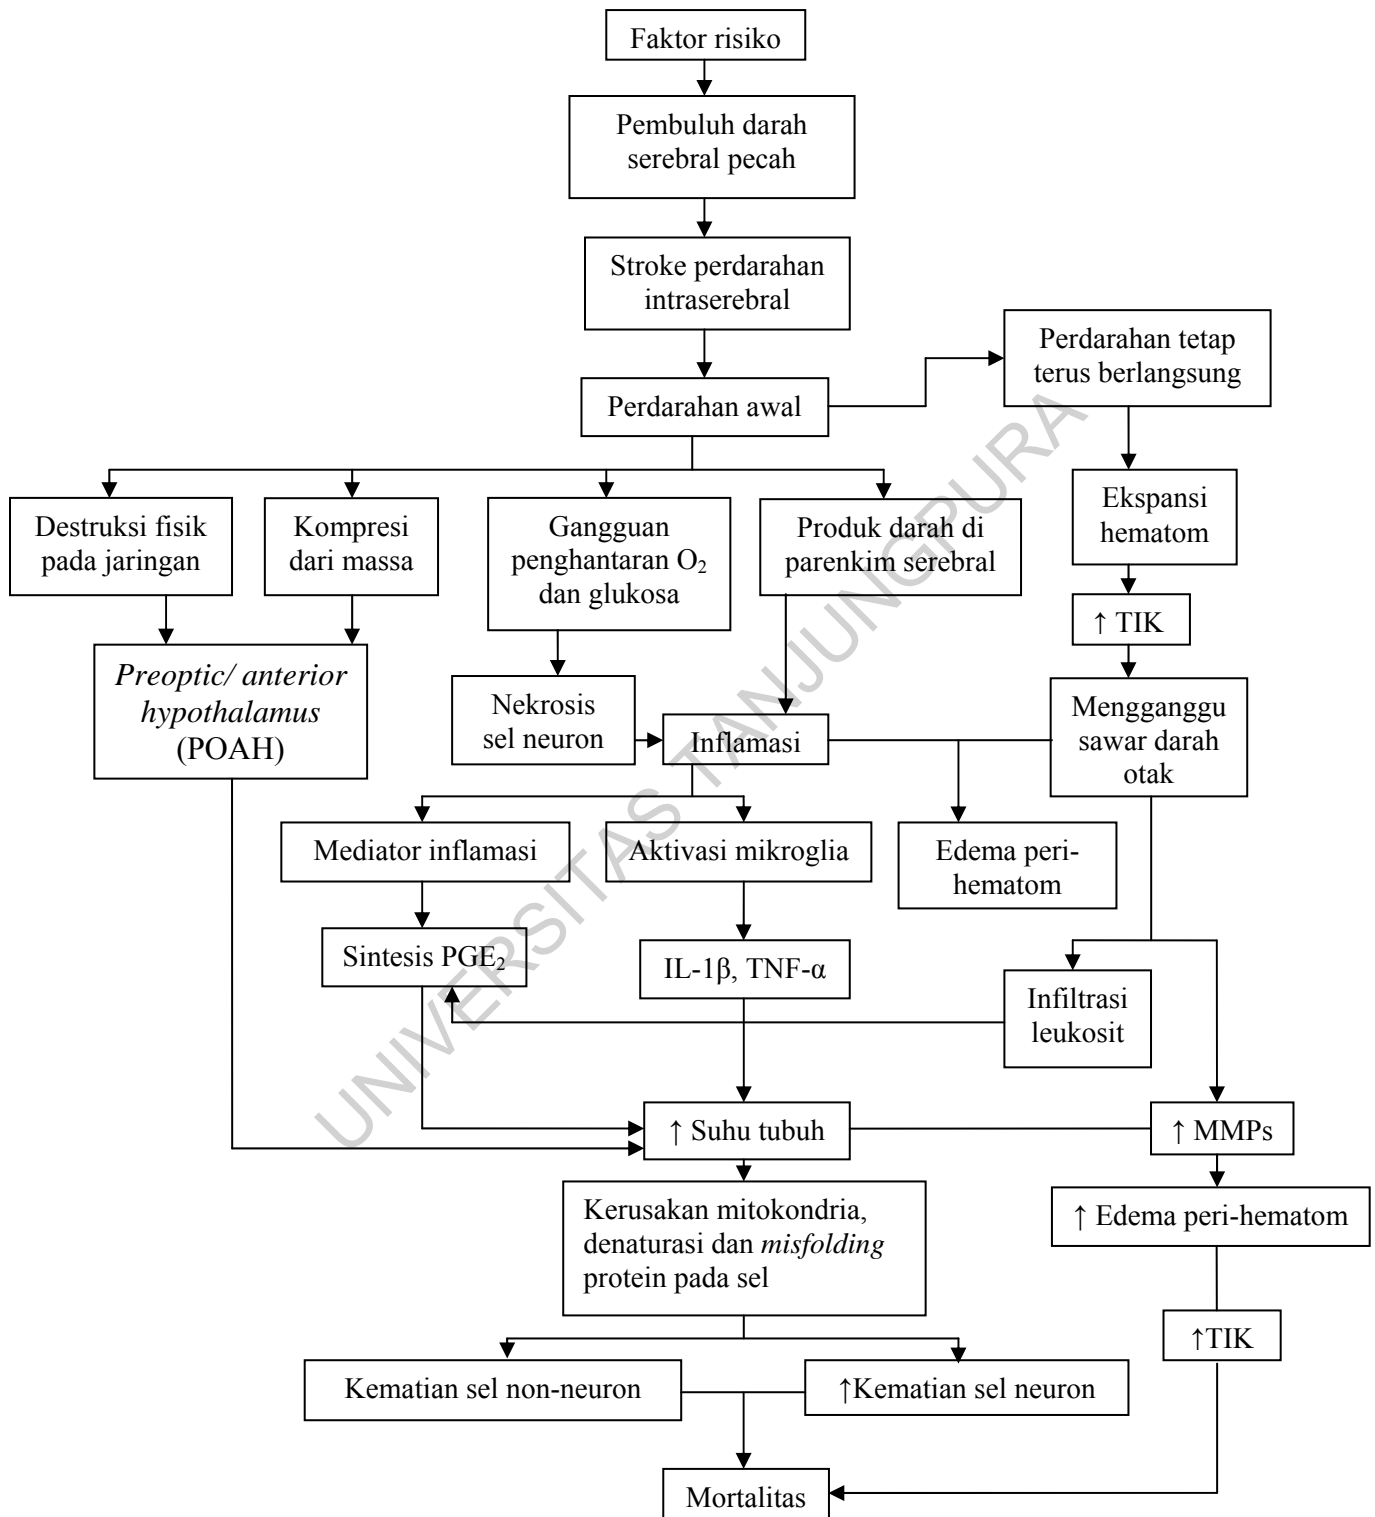 Faktor risiko
Pembuluh darah
serebral pecah
Stroke perdarahan
intraserebral
Perdarahan tetap
terus berlangsung
Perdarahan awal
Destruksi fisik
pada jaringan
Kompresi
dari massa
Gangguan
penghantaran O₂
dan glukosa
Produk darah di
parenkim serebral
Ekspansi
hematom
↑ TIK
Preoptic/ anterior
hypothalamus
(POAH)
Nekrosis
sel neuron
Inflamasi
Mengganggu
sawar darah
otak
Mediator inflamasi
Aktivasi mikroglia
Edema peri-
hematom
Sintesis PGE₂
IL-1β, TNF-α
Infiltrasi
leukosit
↑ Suhu tubuh
↑ MMPs
Kerusakan mitokondria,
denaturasi dan misfolding
protein pada sel
↑ Edema peri-hematom
↑TIK
Kematian sel non-neuron
↑Kematian sel neuron
Mortalitas
UNIVERSITAS TANJUNGPURA